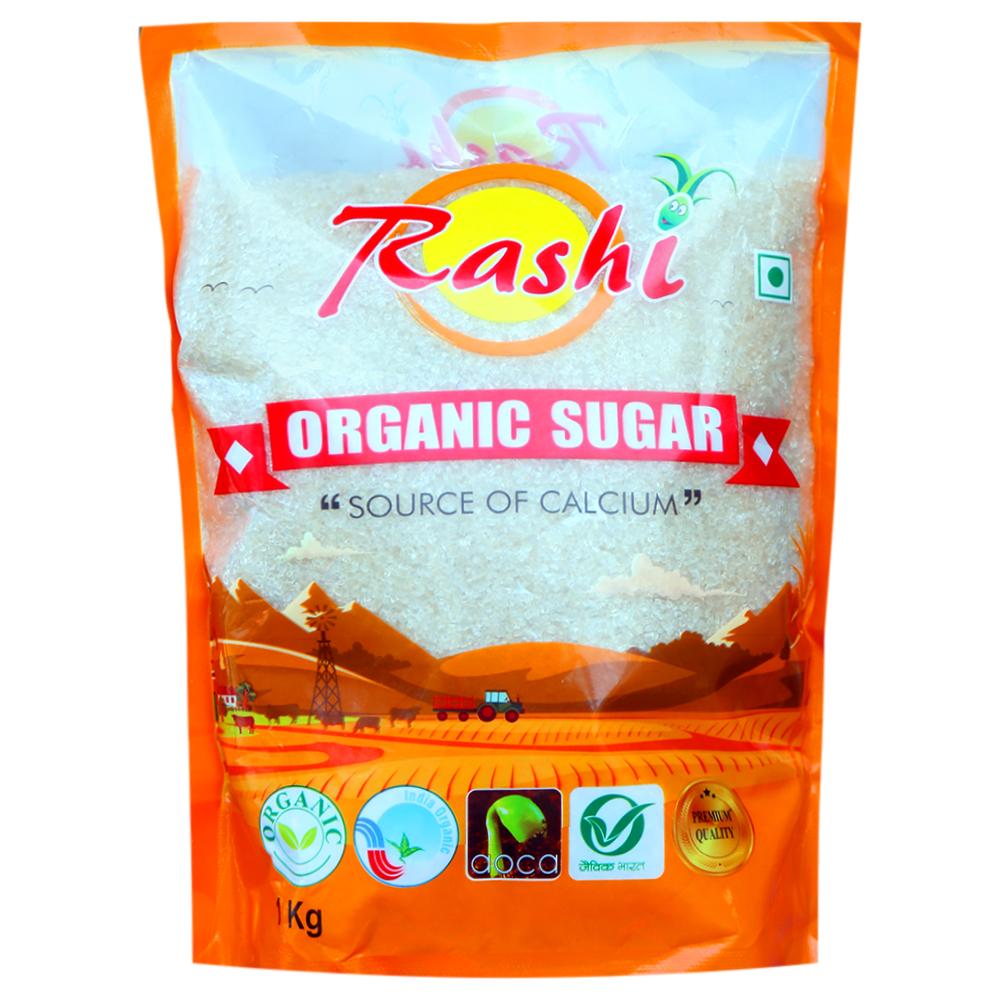 Rashi
ORGANIC SUGAR
“SOURCE OF CALCIUM”
ORGANIC
India Organic
aoca
जैविक भारत
PREMIUM
QUALITY
1 Kg